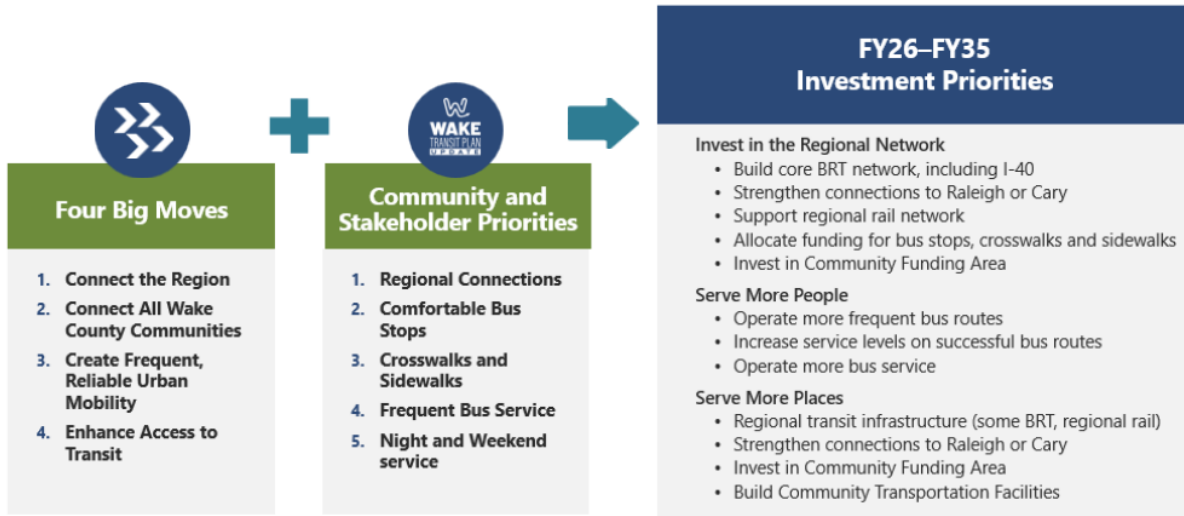 Four Big Moves
1. Connect the Region
2. Connect All Wake
County Communities
3. Create Frequent,
Reliable Urban
Mobility
4. Enhance Access to
Transit
WAKE
TRANSIT PLAN
UPDATE
Community and
Stakeholder Priorities
1. Regional Connections
2. Comfortable Bus
Stops
3. Crosswalks and
Sidewalks
4. Frequent Bus Service
5. Night and Weekend
service
FY26–FY35
Investment Priorities
Invest in the Regional Network
• Build core BRT network, including I-40
• Strengthen connections to Raleigh or Cary
• Support regional rail network
• Allocate funding for bus stops, crosswalks and sidewalks
• Invest in Community Funding Area
Serve More People
• Operate more frequent bus routes
• Increase service levels on successful bus routes
• Operate more bus service
Serve More Places
• Regional transit infrastructure (some BRT, regional rail)
• Strengthen connections to Raleigh or Cary
• Invest in Community Funding Area
• Build Community Transportation Facilities